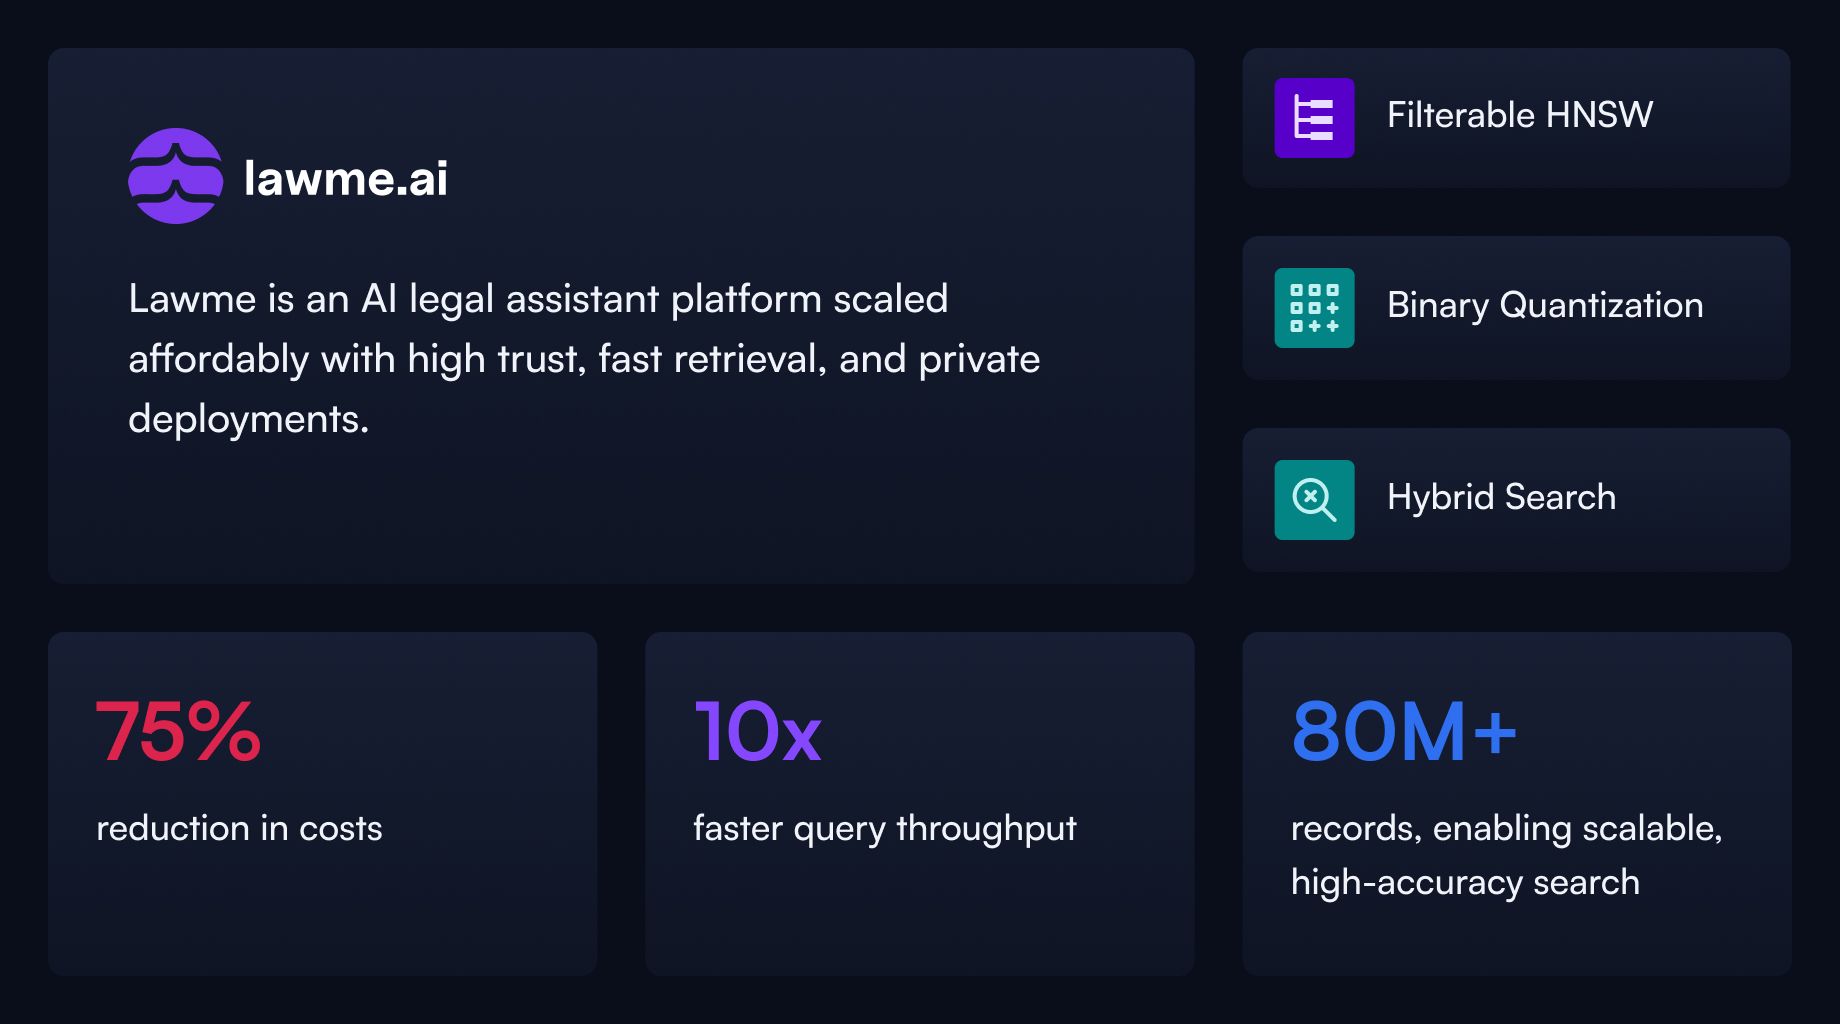 lawme.ai
Lawme is an AI legal assistant platform scaled
affordably with high trust, fast retrieval, and private
deployments.
Filterable HNSW
Binary Quantization
Hybrid Search
75%
reduction in costs
10x
faster query throughput
80M+
records, enabling scalable,
high-accuracy search